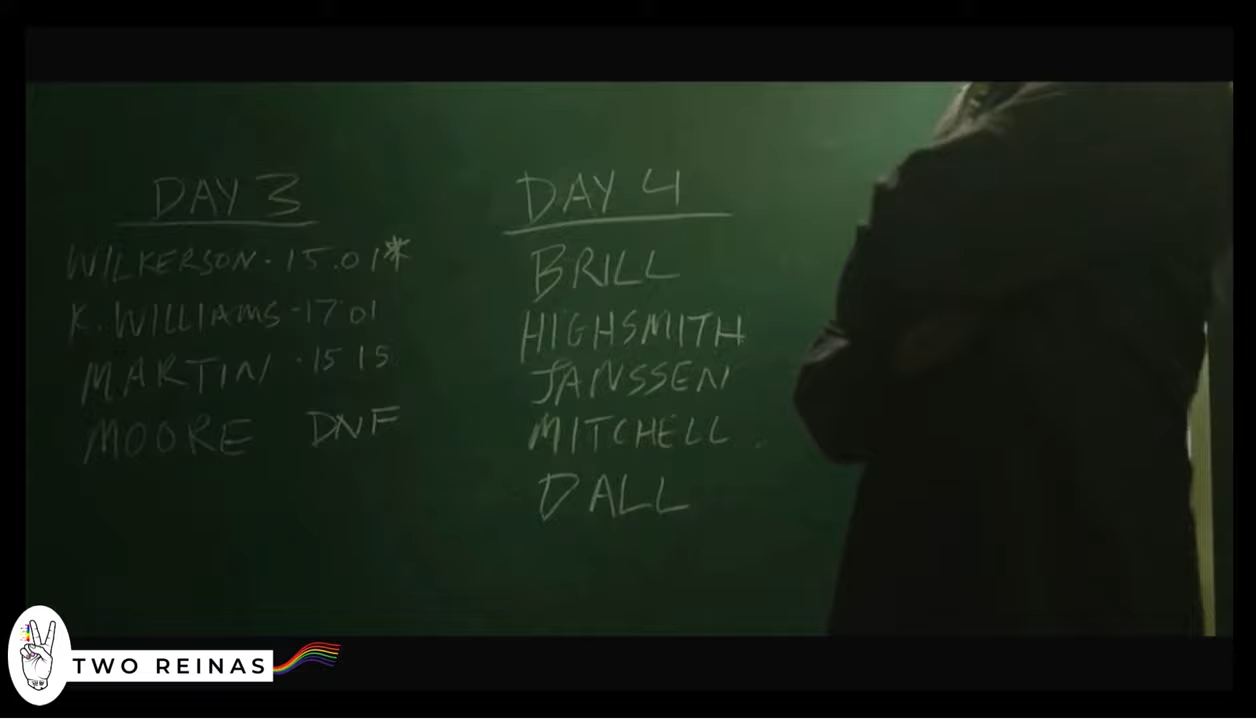 DAY 3
WILKERSON · 15.01*
K. WILLIAMS - 17 01
MARTIN · 15 15
MOORE DNF
DAY 4
BRILL
HIGHSMITH
JANSSEN
MITCHELL
DALL
TWO REINAS